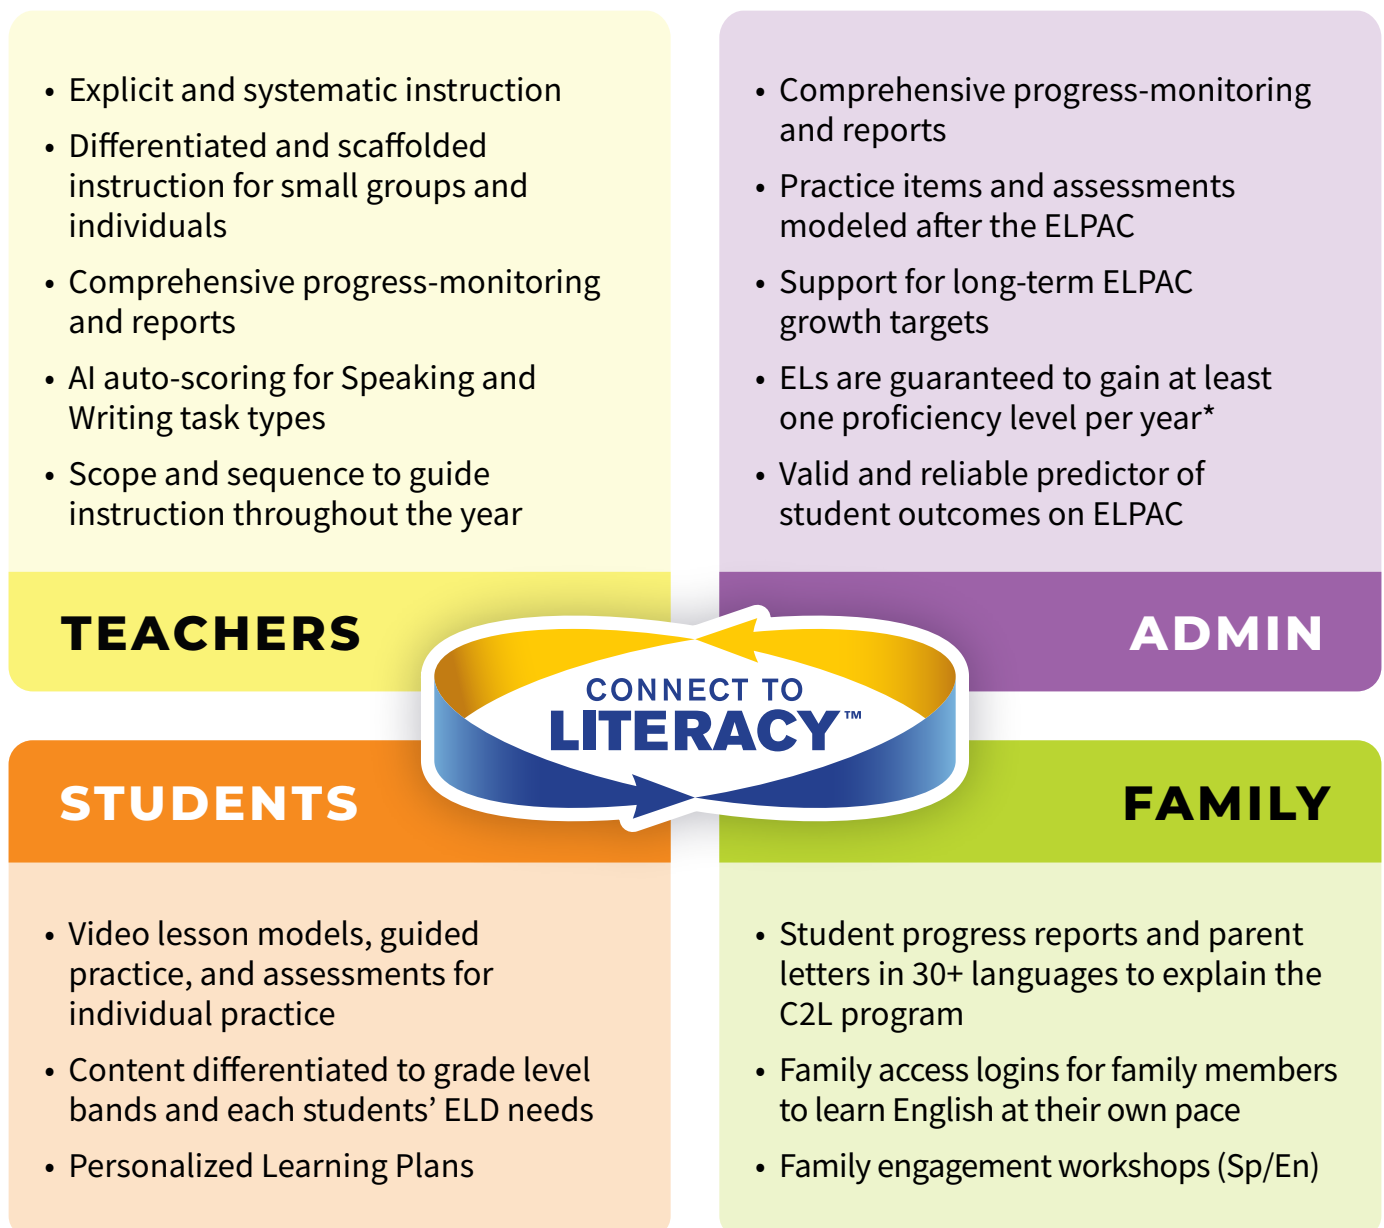 • Explicit and systematic instruction
• Differentiated and scaffolded
instruction for small groups and
individuals
• Comprehensive progress-monitoring
and reports
• AI auto-scoring for Speaking and
Writing task types
• Scope and sequence to guide
instruction throughout the year
TEACHERS
• Comprehensive progress-monitoring
and reports
• Practice items and assessments
modeled after the ELPAC
• Support for long-term ELPAC
growth targets
• ELs are guaranteed to gain at least
one proficiency level per year*
• Valid and reliable predictor of
student outcomes on ELPAC
ADMIN
CONNECT TO
LITERACY™
STUDENTS
• Video lesson models, guided
practice, and assessments for
individual practice
• Content differentiated to grade level
bands and each students’ ELD needs
• Personalized Learning Plans
FAMILY
• Student progress reports and parent
letters in 30+ languages to explain the
C2L program
• Family access logins for family members
to learn English at their own pace
• Family engagement workshops (Sp/En)